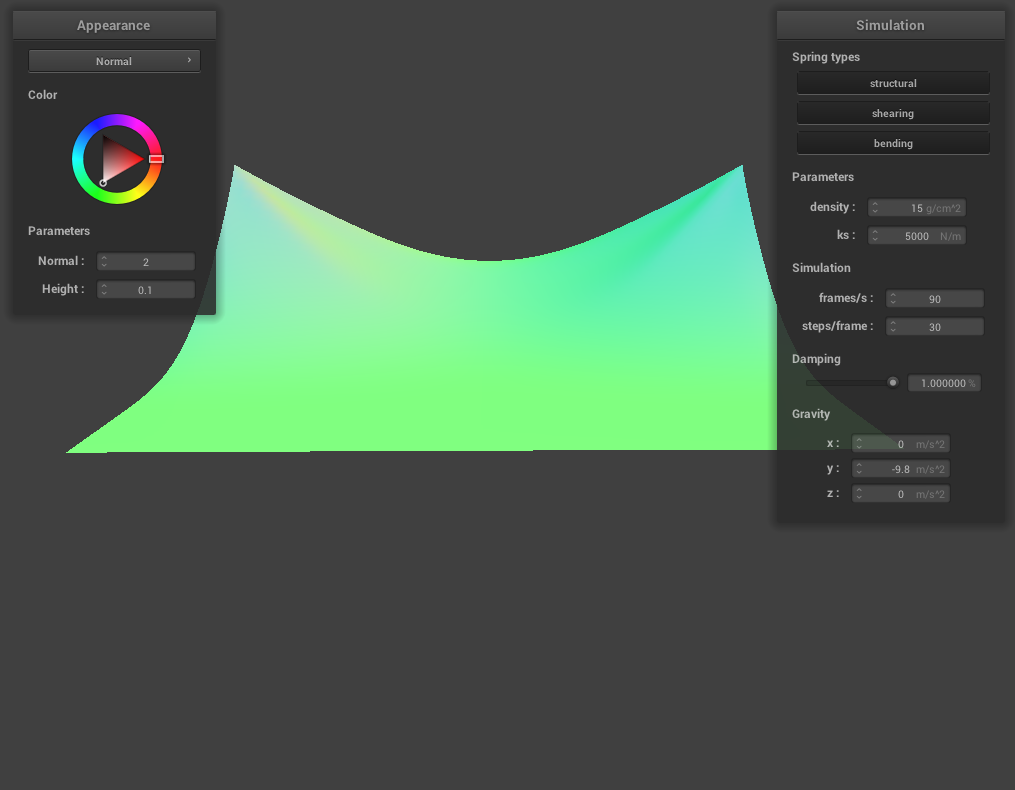 Appearance
Normal ›
Color
Parameters
Normal : 2
Height : 0.1
Simulation
Spring types
structural
shearing
bending
Parameters
density : 15 g/cm^2
ks : 5000 N/m
Simulation
frames/s : 90
steps/frame : 30
Damping
1.000000 %
Gravity
x : 0 m/s^2
y : -9.8 m/s^2
z : 0 m/s^2